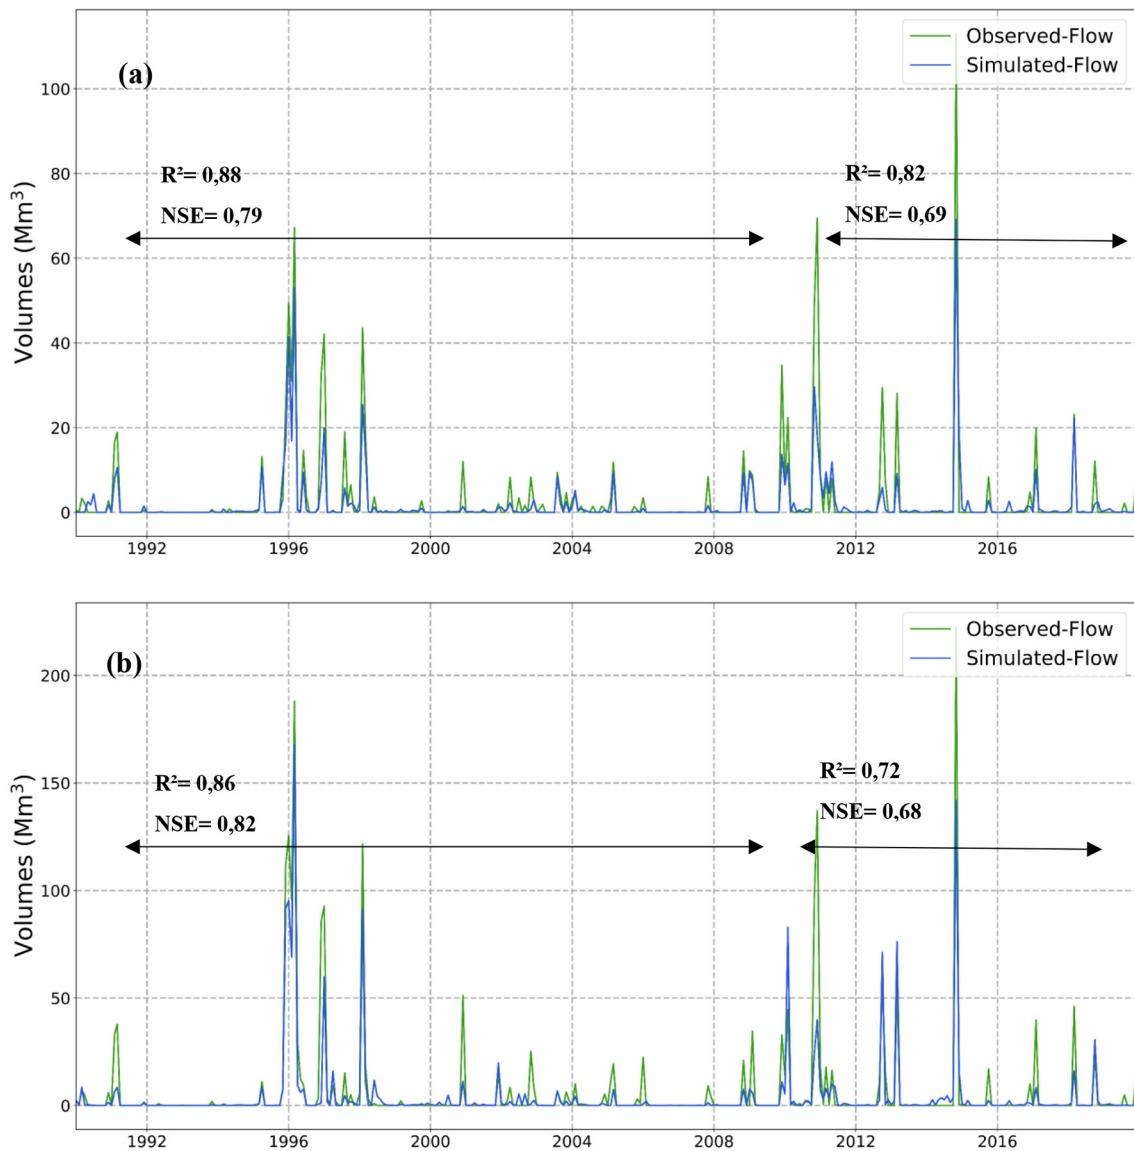 Observed-Flow
Simulated-Flow
(a)
R²= 0,88
NSE= 0,79
R²= 0,82
NSE= 0,69
Volumes (Mm³)
100
80
60
40
20
0
1992 1996 2000 2004 2008 2012 2016
Observed-Flow
Simulated-Flow
(b)
R²= 0,86
NSE= 0,82
R²= 0,72
NSE= 0,68
Volumes (Mm³)
200
150
100
50
0
1992 1996 2000 2004 2008 2012 2016